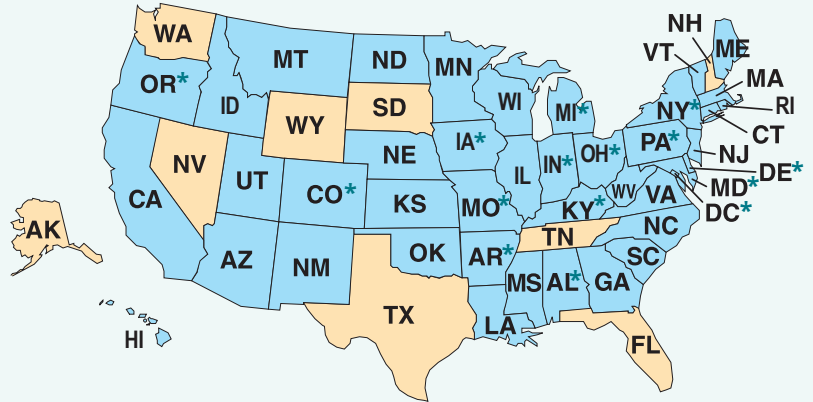 WA
MT
ND
MN
OR*
ID
SD
WI
MI*
WY
NV
UT
CA
CO*
NE
IA*
IL
IN*
OH*
PA*
NY*
VT
NH
ME
MA
RI
CT
NJ
DE*
MD*
DC*
WV
VA
KY*
MO*
KS
NC
TN
SC
AZ
NM
OK
AR*
MS
AL*
GA
LA
TX
FL
AK
HI